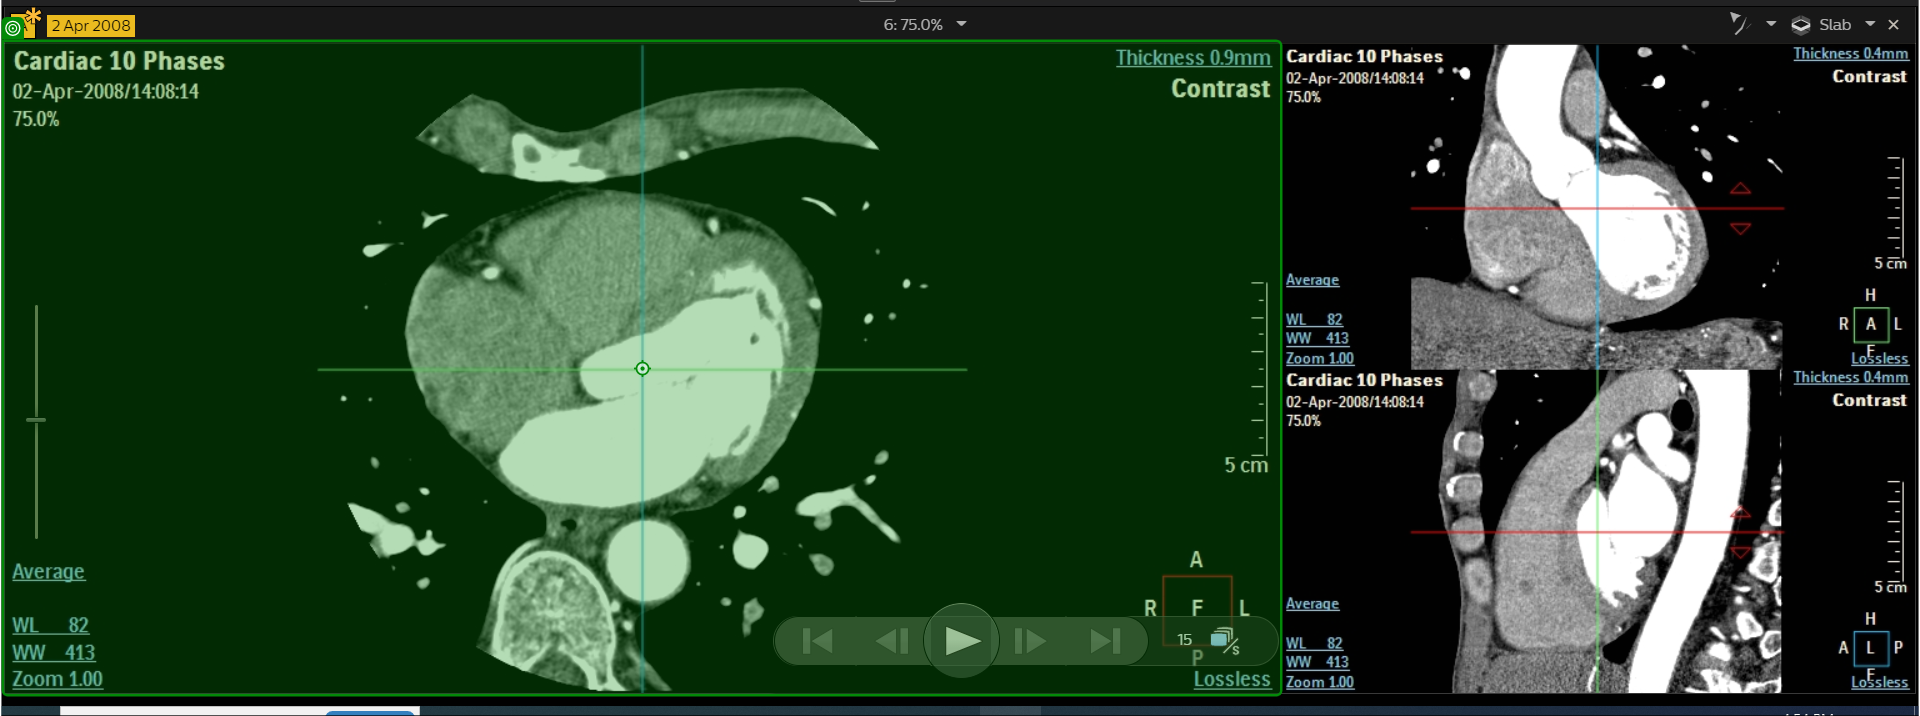 2 Apr 2008
6: 75.0%
Slab
Cardiac 10 Phases
02-Apr-2008/14:08:14
75.0%
Thickness 0.9mm
Contrast
5 cm
Average
WL 82
WW 413
Zoom 1.00
A
R F L
P
15
/s
Lossless
Cardiac 10 Phases
02-Apr-2008/14:08:14
75.0%
Thickness 0.4mm
Contrast
5 cm
Average
WL 82
WW 413
Zoom 1.00
H
R A L
F
Lossless
Cardiac 10 Phases
02-Apr-2008/14:08:14
75.0%
Thickness 0.4mm
Contrast
5 cm
Average
WL 82
WW 413
Zoom 1.00
H
A L P
F
Lossless